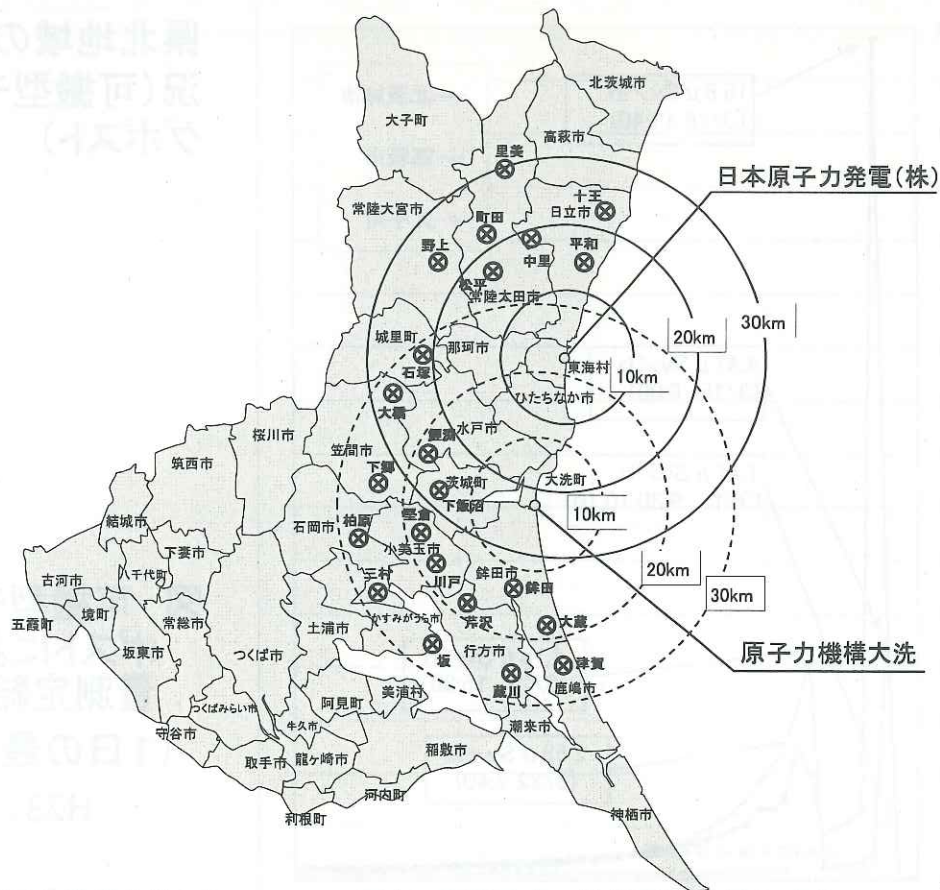 北茨城市
大子町
高萩市
里美
日本原子力発電(株)
常陸大宮市
十王
日立市
町田
野上
中里
平和
松平
常陸太田市
30km
20km
城里町
那珂市
石塚
東海村
10km
ひたちなか市
大橋
桜川市
水戸市
笠間市
鯉淵
筑西市
下郷
茨城町
大洗町
下飯沼
石岡市
10km
結城市
柏原
堅倉
下妻市
小美玉市
八千代町
古河市
川戸
鉾田市
20km
三村
鉾田
30km
境町
五霞町
常総市
芹沢
かすみがうら市
大蔵
土浦市
坂東市
つくば市
行方市
坂
原子力機構大洗
津賀
蔵川
鹿嶋市
美浦村
阿見町
つくばみらい市
牛久市
潮来市
守谷市
稲敷市
取手市
龍ヶ崎市
河内町
利根町
神栖市